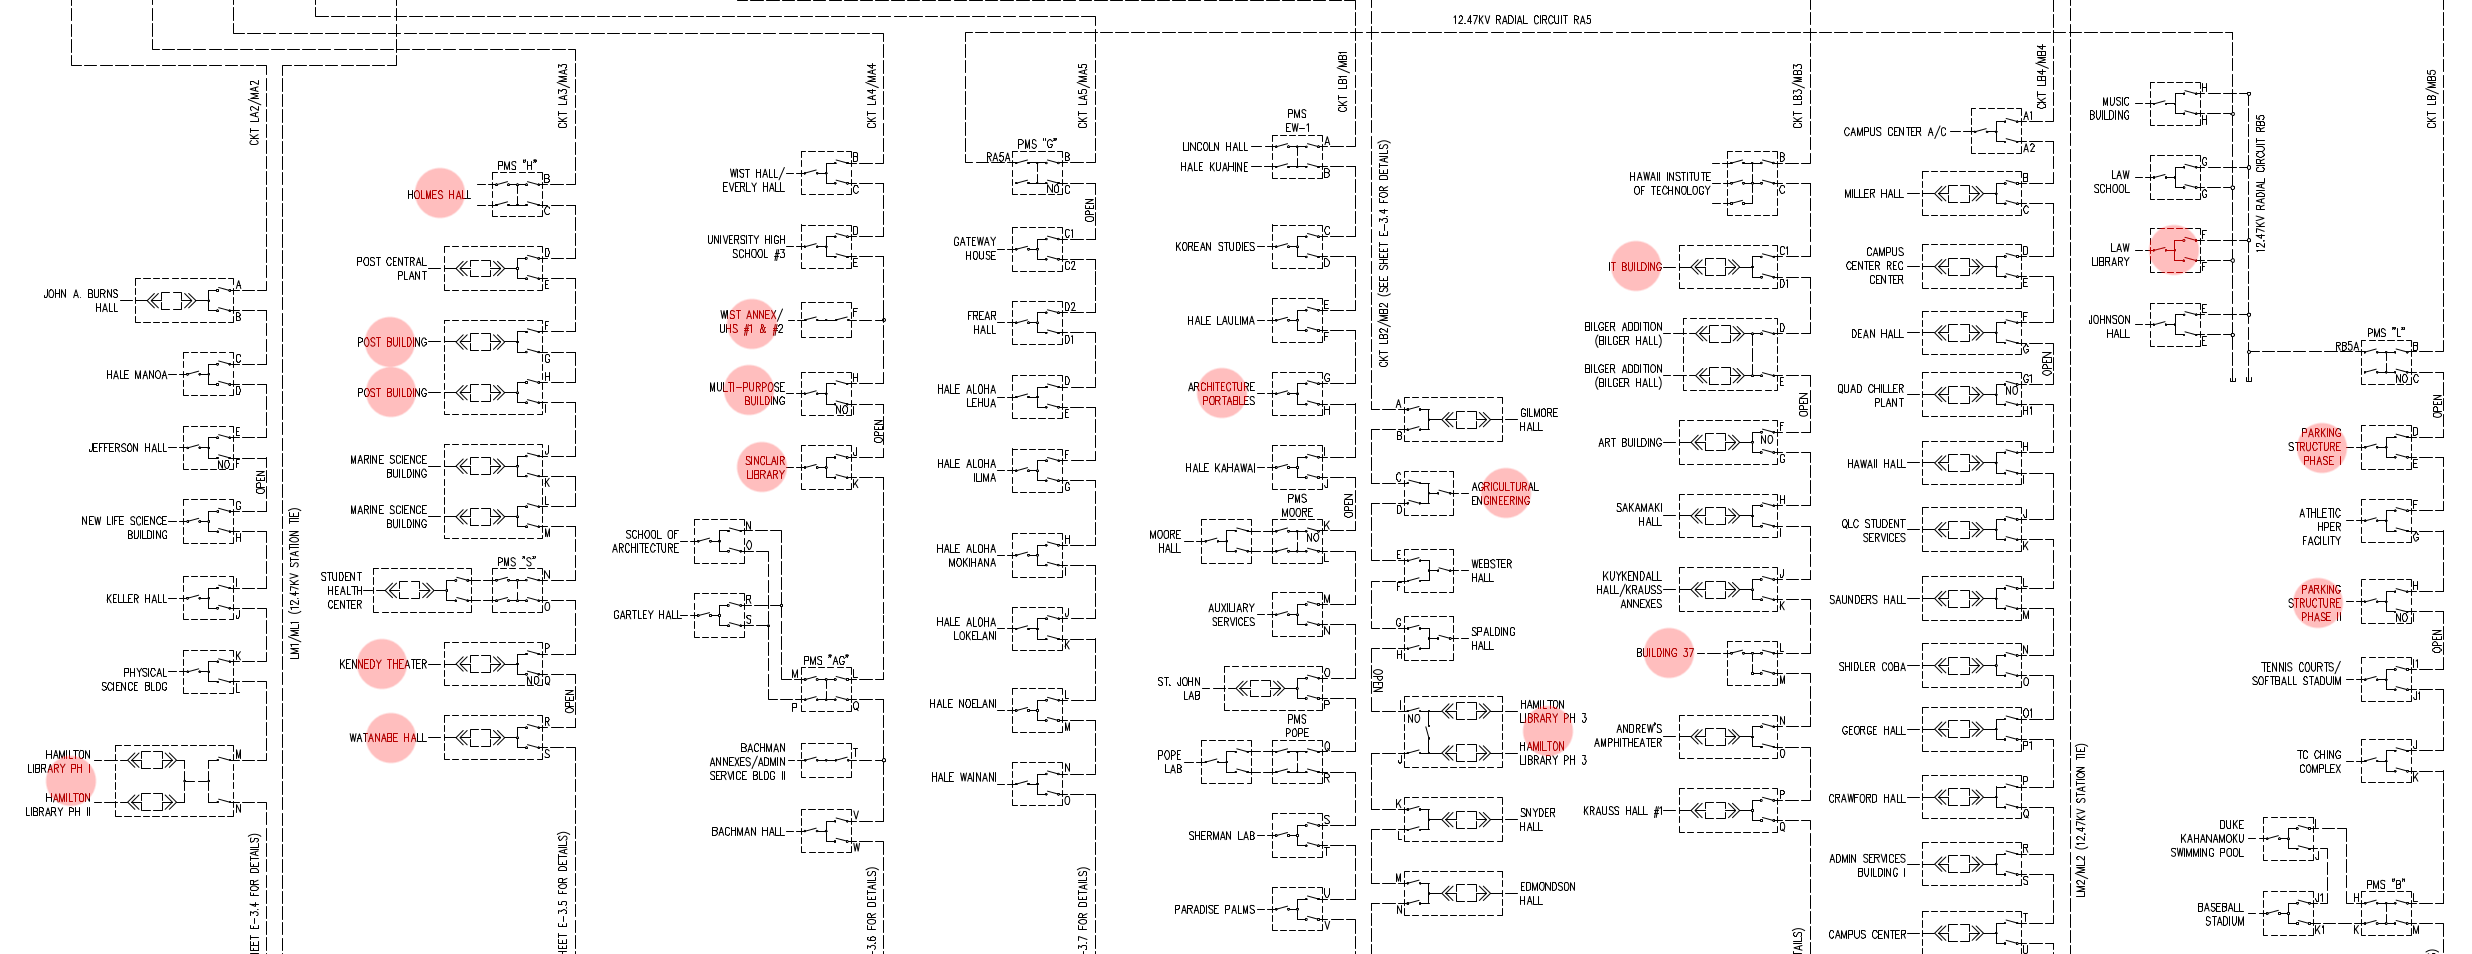 12.47KV RADIAL CIRCUIT RA5
CKT LA2/MA2
JOHN A. BURNS
HALL
A
B
HALE MANOA
C
D
JEFFERSON HALL
E
NO
F
OPEN
NEW LIFE SCIENCE
BUILDING
G
H
KELLER HALL
I
J
PHYSICAL
SCIENCE BLDG
K
L
HAMILTON
LIBRARY PH I
HAMILTON
LIBRARY PH II
M
N
HEET E-3.4 FOR DETAILS)
LM1/ML1 (12.47KV STATION TIE)
CKT LA3/MA3
PMS "H"
HOLMES HALL
B
C
POST CENTRAL
PLANT
D
E
POST BUILDING
F
G
POST BUILDING
H
I
MARINE SCIENCE
BUILDING
J
K
MARINE SCIENCE
BUILDING
L
M
PMS "S"
STUDENT
HEALTH
CENTER
N
O
KENNEDY THEATER
P
NO
Q
OPEN
WATANABE HALL
R
S
HEET E-3.5 FOR DETAILS)
CKT LA4/MA4
WIST HALL/
EVERLY HALL
B
C
UNIVERSITY HIGH
SCHOOL #3
D
E
WIST ANNEX/
UHS #1 & #2
F
MULTI-PURPOSE
BUILDING
H
NO
I
OPEN
SINCLAIR
LIBRARY
J
K
SCHOOL OF
ARCHITECTURE
N
O
GARTLEY HALL
R
S
PMS "AG"
M
L
P
Q
BACHMAN
ANNEXES/ADMIN
SERVICE BLDG II
T
BACHMAN HALL
V
W
-3.6 FOR DETAILS)
CKT LA5/MA5
PMS "G"
RA5A
B
NO
C
OPEN
GATEWAY
HOUSE
C1
C2
FREAR
HALL
D2
D1
HALE ALOHA
LEHUA
D
E
HALE ALOHA
ILIMA
F
G
HALE ALOHA
MOKIHANA
H
I
HALE ALOHA
LOKELANI
J
K
HALE NOELANI
L
M
HALE WAINANI
N
O
-3.7 FOR DETAILS)
CKT LB1/MB1
PMS
EW-1
LINCOLN HALL
A
HALE KUAHINE
B
KOREAN STUDIES
C
D
HALE LAULIMA
E
F
ARCHITECTURE
PORTABLES
G
H
HALE KAHAWAI
I
J
OPEN
PMS
MOORE
MOORE
HALL
K
NO
L
AUXILIARY
SERVICES
M
N
ST. JOHN
LAB
O
P
PMS
POPE
POPE
LAB
Q
R
SHERMAN LAB
S
T
PARADISE PALMS
U
V
CKT LB2/MB2 (SEE SHEET E-3.4 FOR DETAILS)
A
B
GILMORE
HALL
C
D
AGRICULTURAL
ENGINEERING
E
F
WEBSTER
HALL
G
H
SPALDING
HALL
OPEN
I
NO
J
HAMILTON
LIBRARY PH 3
HAMILTON
LIBRARY PH 3
K
L
SNYDER
HALL
M
N
EDMONDSON
HALL
CKT LB3/MB3
HAWAII INSTITUTE
OF TECHNOLOGY
B
C
IT BUILDING
C1
D1
BILGER ADDITION
(BILGER HALL)
D
BILGER ADDITION
(BILGER HALL)
E
OPEN
ART BUILDING
F
NO
G
SAKAMAKI
HALL
H
I
KUYKENDALL
HALL/KRAUSS
ANNEXES
J
K
BUILDING 37
L
M
ANDREW'S
AMPHITHEATER
N
O
KRAUSS HALL #1
P
Q
TAILS)
CKT LB4/MB4
CAMPUS CENTER A/C
A1
A2
MILLER HALL
B
C
CAMPUS
CENTER REC
CENTER
D
E
DEAN HALL
F
G
OPEN
QUAD CHILLER
PLANT
G1
NO
H1
HAWAII HALL
H
I
QLC STUDENT
SERVICES
J
K
SAUNDERS HALL
L
M
SHIDLER COBA
N
O
GEORGE HALL
O1
P1
CRAWFORD HALL
P
Q
ADMIN SERVICES
BUILDING I
R
S
CAMPUS CENTER
T
U
LM2/ML2 (12.47KV STATION TIE)
MUSIC
BUILDING
H
H
LAW
SCHOOL
G
G
LAW
LIBRARY
F
F
JOHNSON
HALL
E
E
12.47KV RADIAL CIRCUIT RB5
CKT LB/MB5
PMS "L"
RB5A
B
NO
C
OPEN
PARKING
STRUCTURE
PHASE I
D
E
ATHLETIC
HPER
FACILITY
F
G
PARKING
STRUCTURE
PHASE II
H
NO
I
OPEN
TENNIS COURTS/
SOFTBALL STADUIM
I1
J1
TC CHING
COMPLEX
J
K
DUKE
KAHANAMOKU
SWIMMING POOL
I
J
PMS "B"
BASEBALL
STADIUM
J1
K1
H
L
K
M